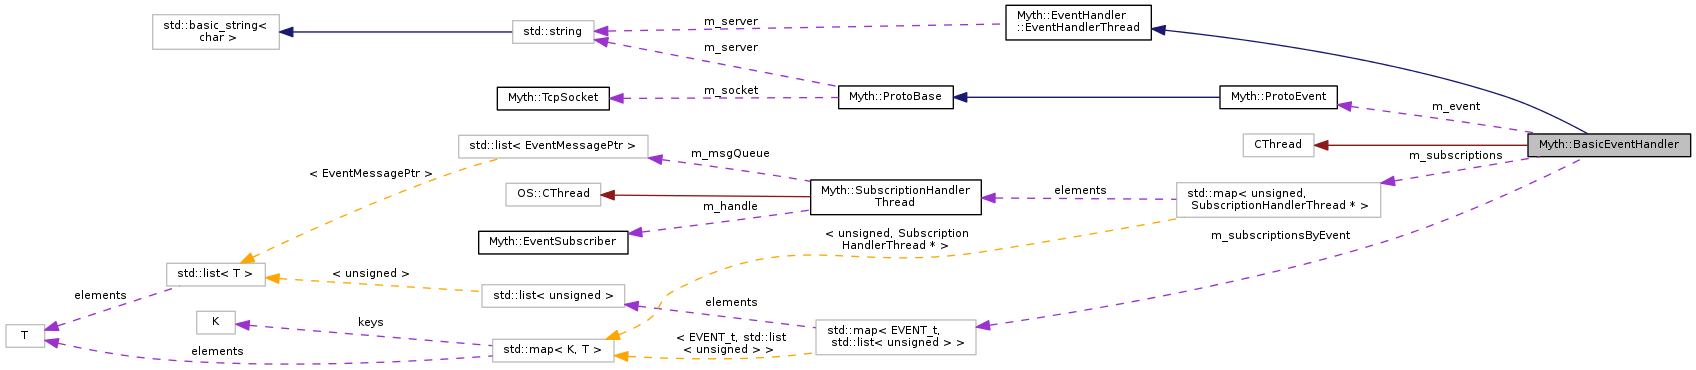 std::basic_string<
char >
std::string
m_server
m_server
Myth::EventHandler
::EventHandlerThread
Myth::TcpSocket
m_socket
Myth::ProtoBase
Myth::ProtoEvent
m_event
std::list< EventMessagePtr >
m_msgQueue
CThread
Myth::BasicEventHandler
m_subscriptions
< EventMessagePtr >
OS::CThread
Myth::SubscriptionHandler
Thread
elements
std::map< unsigned,
SubscriptionHandlerThread * >
m_handle
Myth::EventSubscriber
< unsigned, Subscription
HandlerThread * >
m_subscriptionsByEvent
std::list< T >
< unsigned >
elements
std::list< unsigned >
elements
K
keys
T
elements
std::map< K, T >
< EVENT_t, std::list
< unsigned > >
std::map< EVENT_t,
std::list< unsigned > >